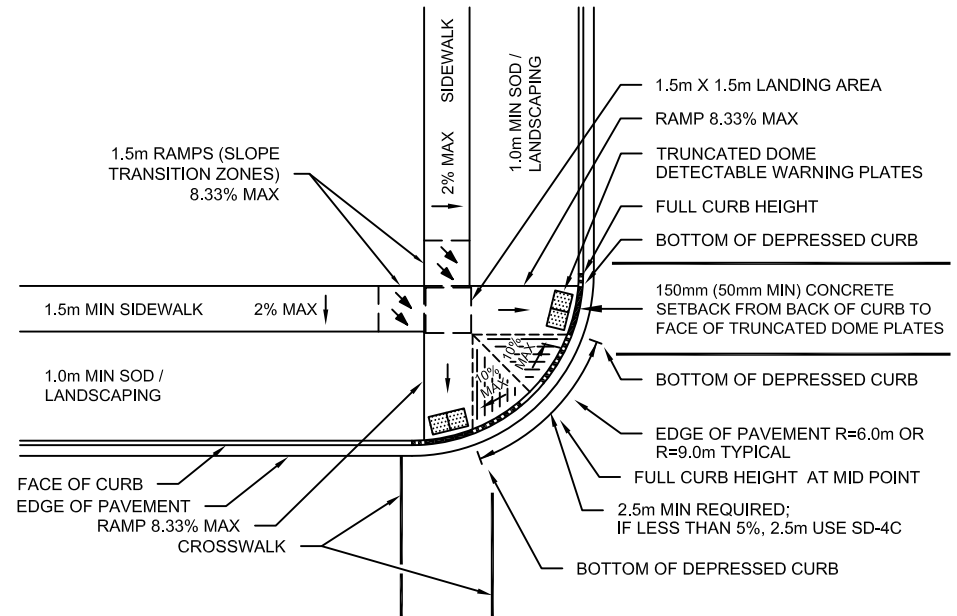 SIDEWALK
2% MAX
1.0m MIN SOD /
LANDSCAPING
1.5m RAMPS (SLOPE
TRANSITION ZONES)
8.33% MAX
1.5m X 1.5m LANDING AREA
RAMP 8.33% MAX
TRUNCATED DOME
DETECTABLE WARNING PLATES
FULL CURB HEIGHT
BOTTOM OF DEPRESSED CURB
150mm (50mm MIN) CONCRETE
SETBACK FROM BACK OF CURB TO
FACE OF TRUNCATED DOME PLATES
1.5m MIN SIDEWALK
2% MAX
10%
MAX
10%
MAX
1.0m MIN SOD /
LANDSCAPING
BOTTOM OF DEPRESSED CURB
EDGE OF PAVEMENT R=6.0m OR
R=9.0m TYPICAL
FULL CURB HEIGHT AT MID POINT
2.5m MIN REQUIRED;
IF LESS THAN 5%, 2.5m USE SD-4C
BOTTOM OF DEPRESSED CURB
FACE OF CURB
EDGE OF PAVEMENT
RAMP 8.33% MAX
CROSSWALK